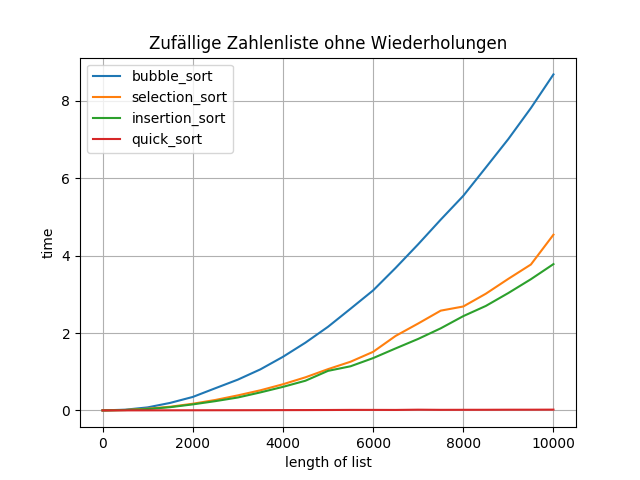 Zufällige Zahlenliste ohne Wiederholungen
bubble_sort
selection_sort
insertion_sort
quick_sort
8
6
4
2
0
time
0 2000 4000 6000 8000 10000
length of list